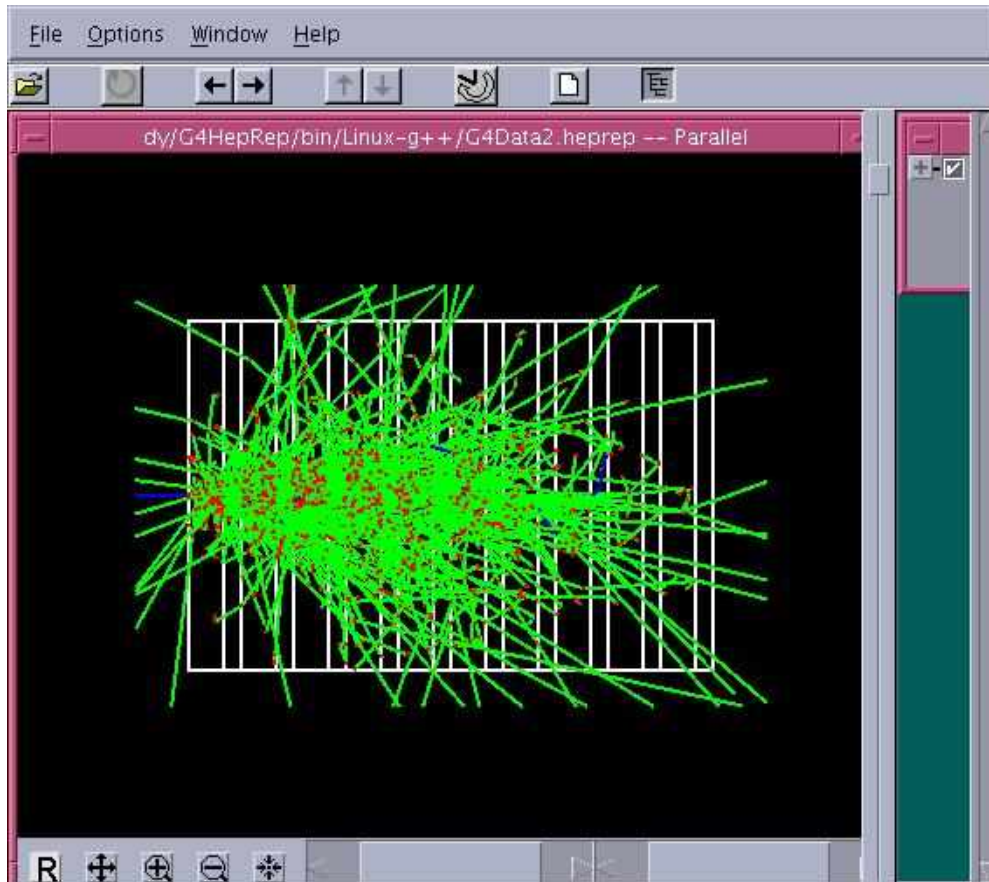 File Options Window Help
dy/G4HepRep/bin/Linux-g++/G4Data2.heprep -- Parallel
R